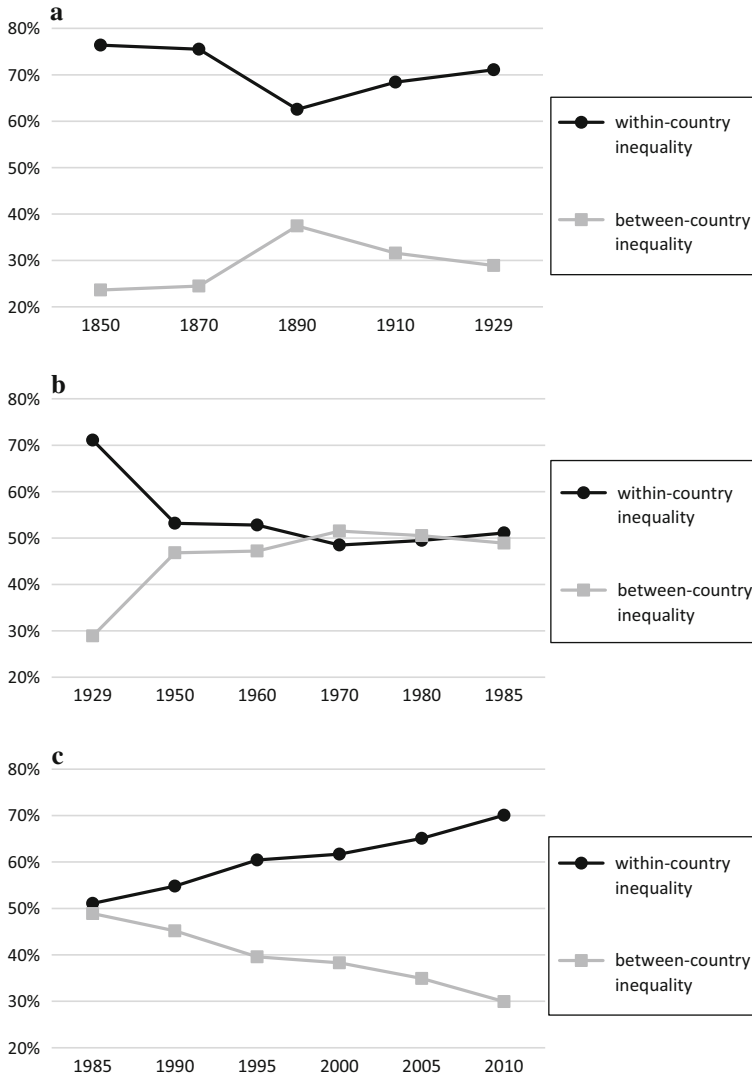 a
80%
70%
60%
50%
40%
30%
20%
1850 1870 1890 1910 1929
within-country
inequality
between-country
inequality
b
80%
70%
60%
50%
40%
30%
20%
1929 1950 1960 1970 1980 1985
within-country
inequality
between-country
inequality
c
80%
70%
60%
50%
40%
30%
20%
1985 1990 1995 2000 2005 2010
within-country
inequality
between-country
inequality